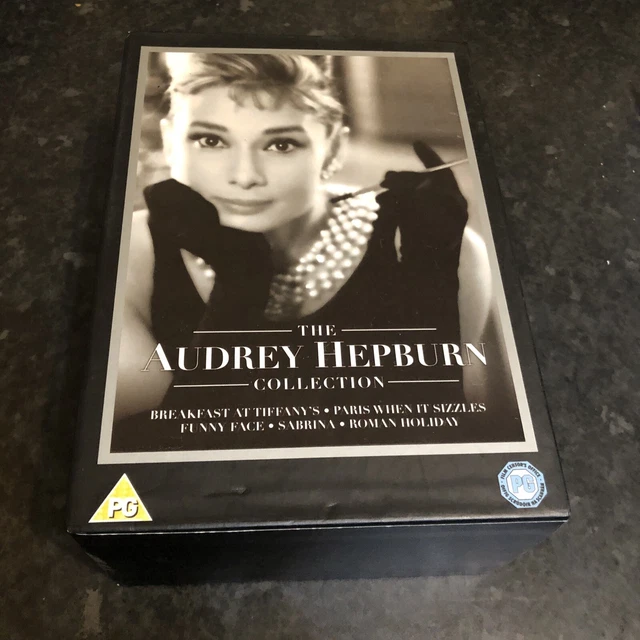 THE
AUDREY HEPBURN
COLLECTION
BREAKFAST AT TIFFANY'S • PARIS WHEN IT SIZZLES
FUNNY FACE • SABRINA • ROMAN HOLIDAY
PG
PG